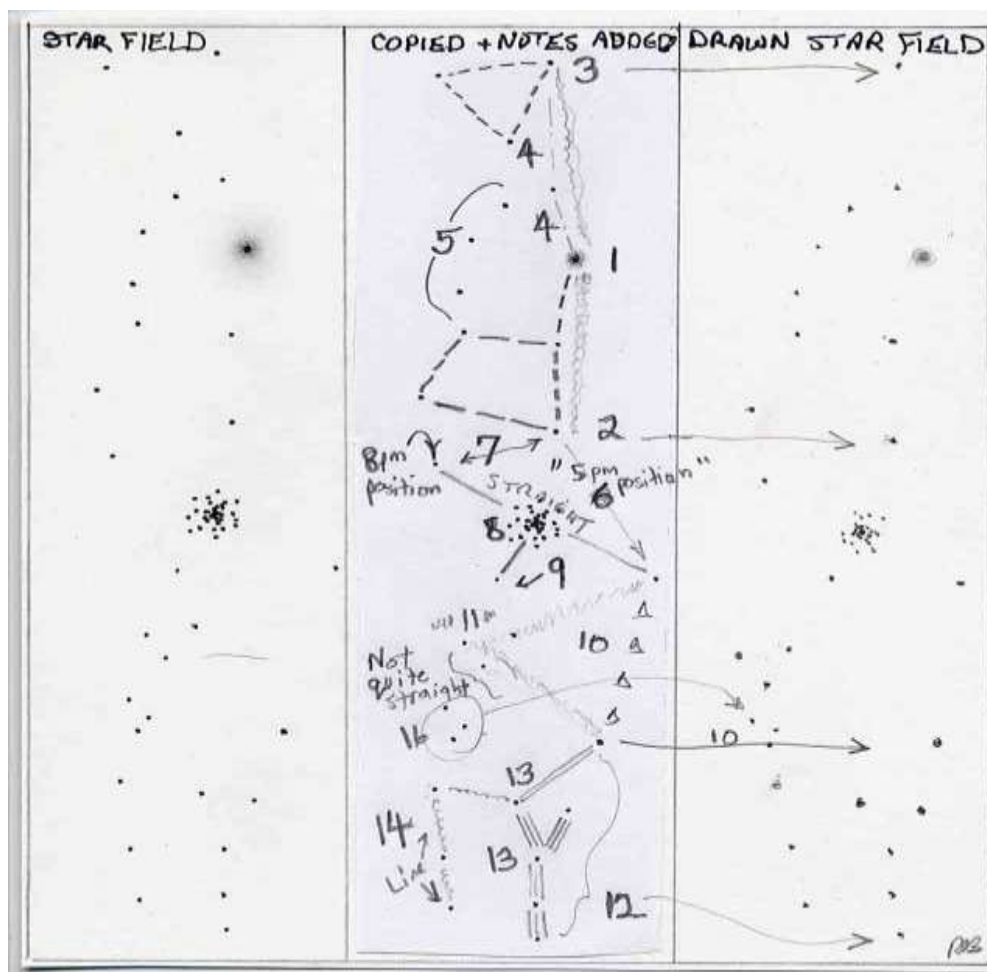 STAR FIELD.
COPIED + NOTES ADDED
DRAWN STAR FIELD
3
4
4
5
1
2
7
8pm
position
" 5pm
position"
STRAIGHT
6
8
9
11
10
Not
quite
straight
16
10
13
14
13
Line
12